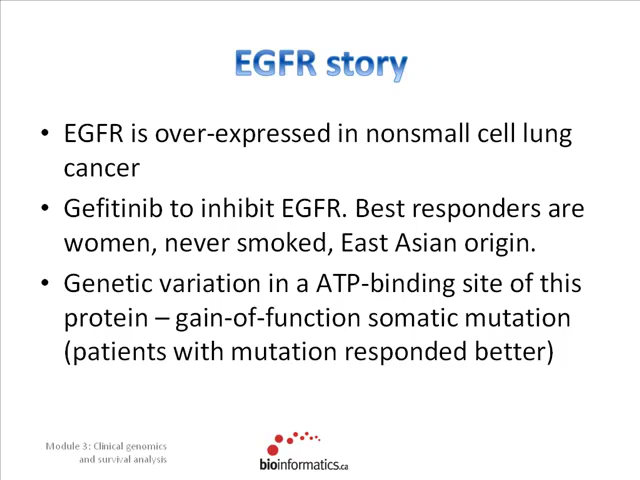 EGFR story
• EGFR is over-expressed in nonsmall cell lung
cancer
• Gefitinib to inhibit EGFR. Best responders are
women, never smoked, East Asian origin.
• Genetic variation in a ATP-binding site of this
protein – gain-of-function somatic mutation
(patients with mutation responded better)
Module 3: Clinical genomics
and survival analysis
bioinformatics.ca